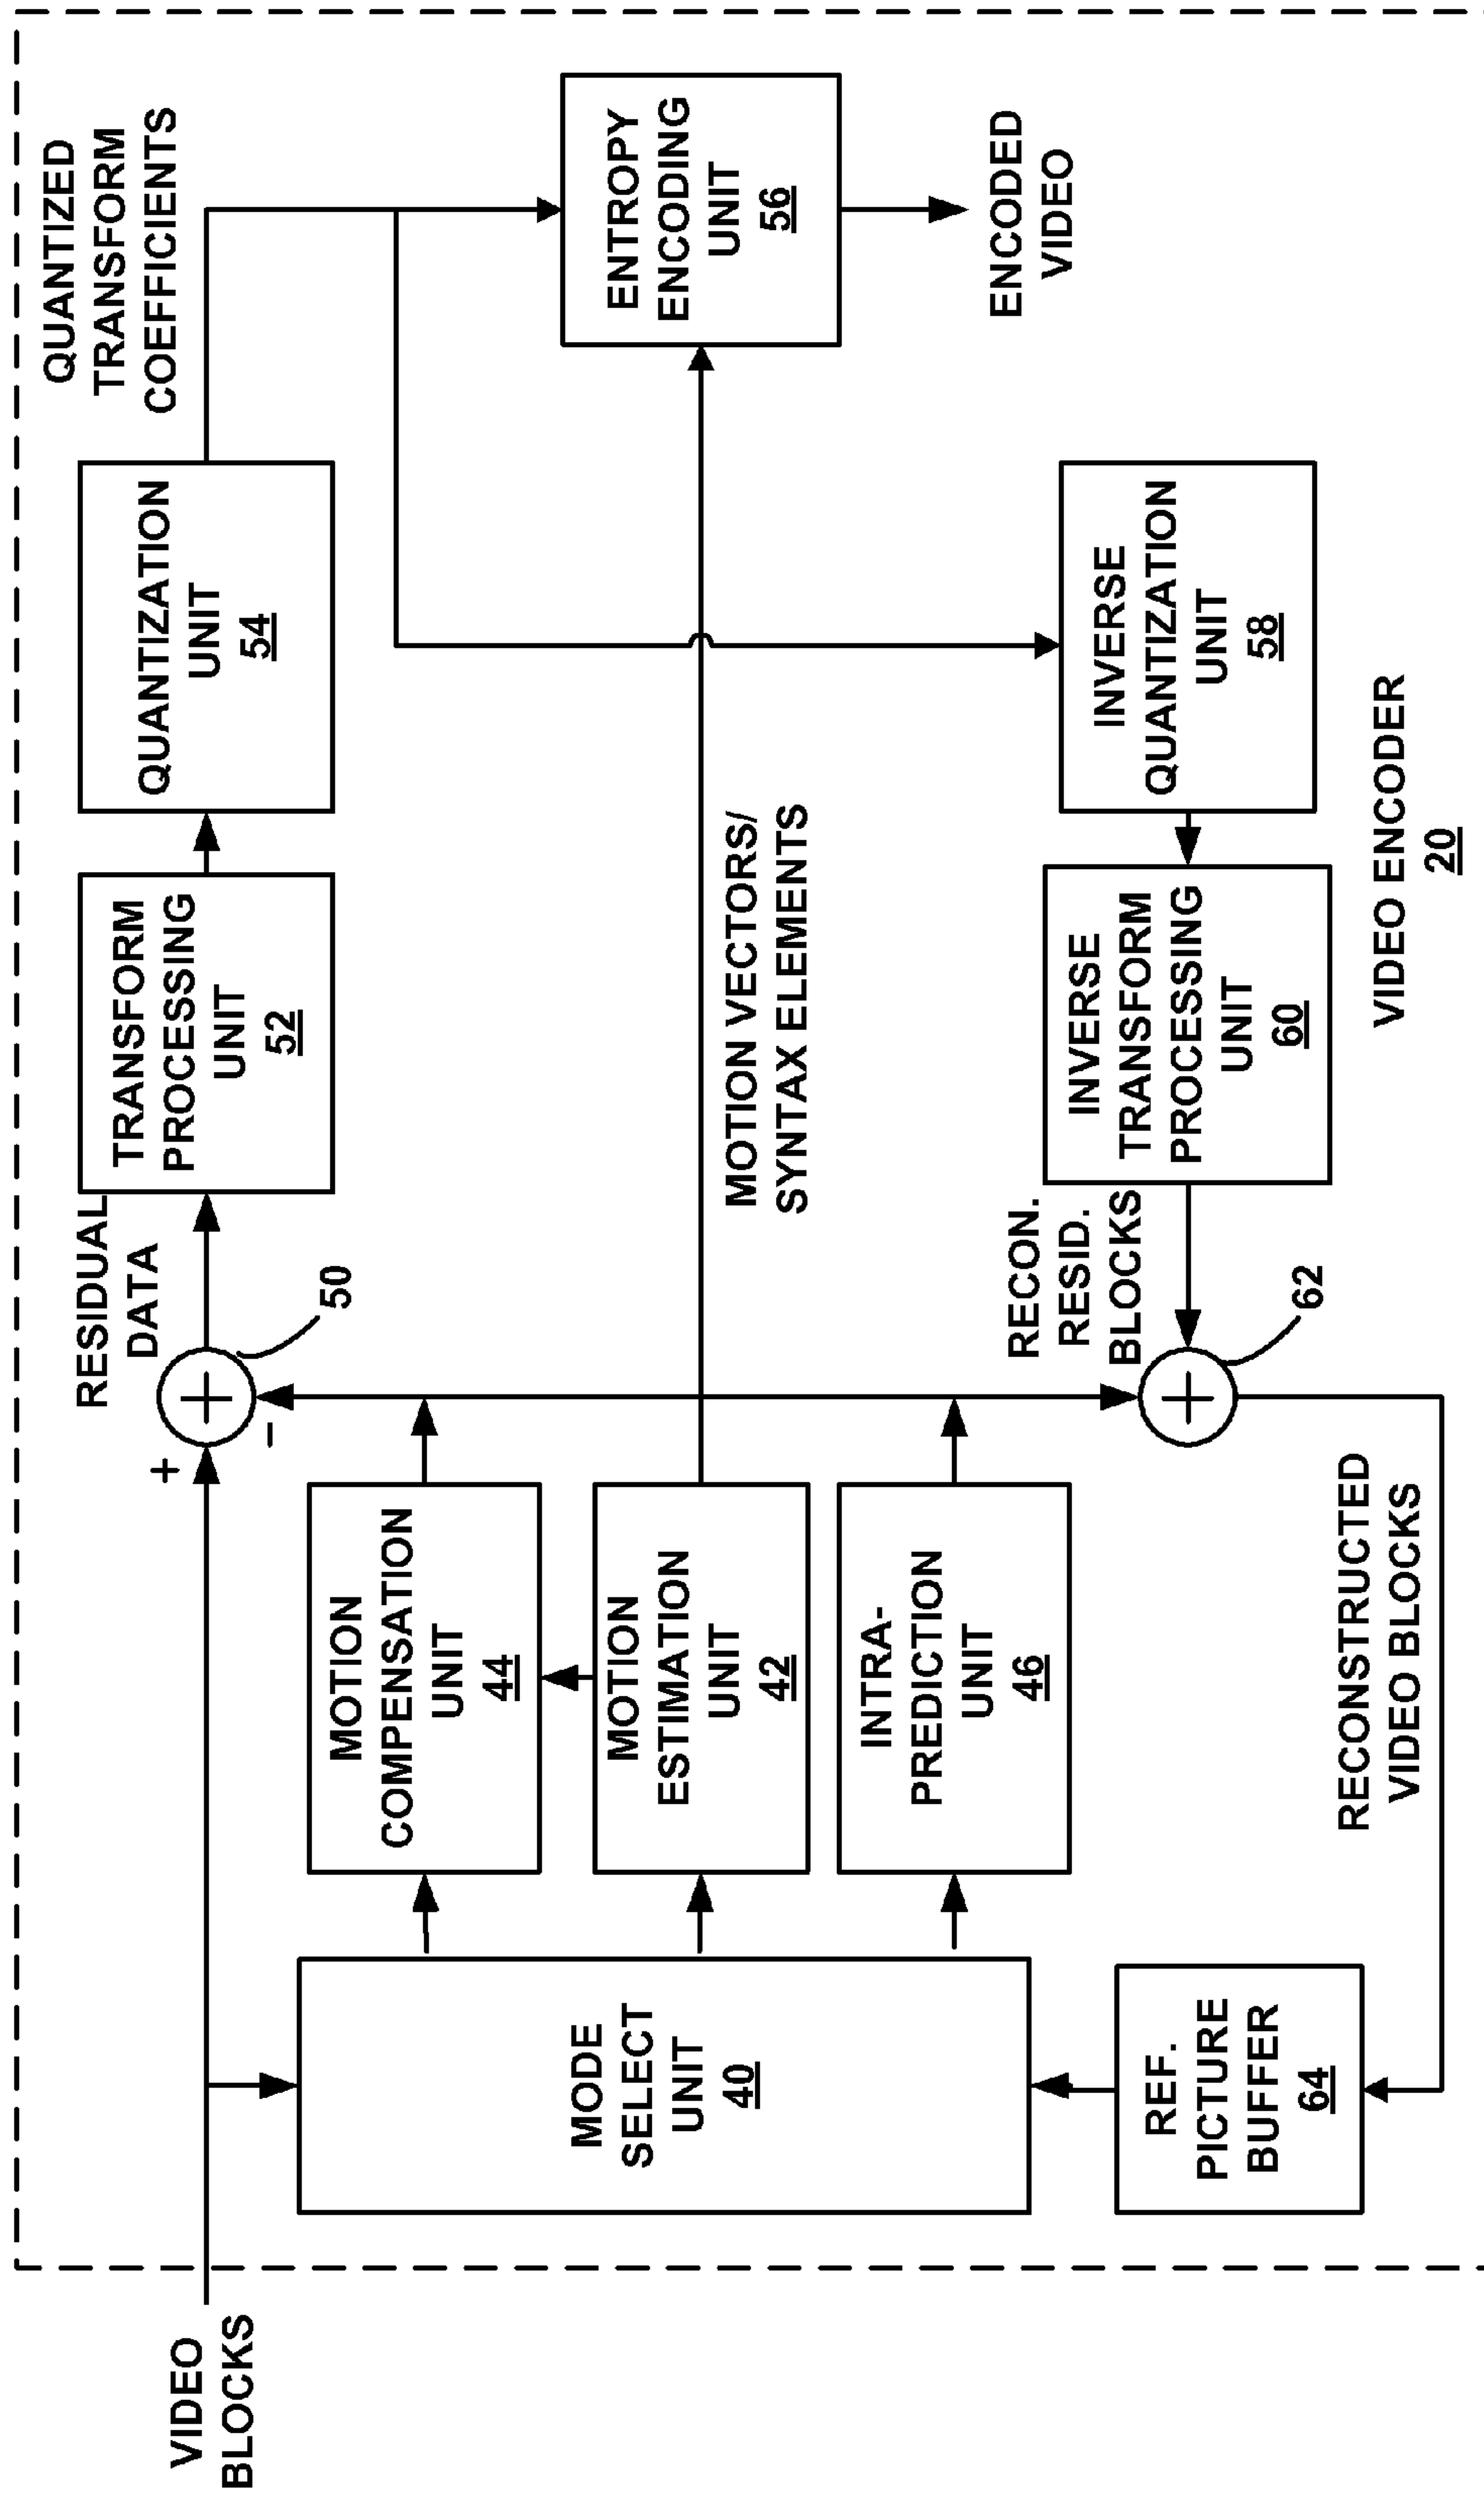 VIDEO
BLOCKS
+
–
RESIDUAL
DATA
50
TRANSFORM
PROCESSING
UNIT
52
QUANTIZATION
UNIT
54
QUANTIZED
TRANSFORM
COEFFICIENTS
MODE
SELECT
UNIT
40
MOTION
COMPENSATION
UNIT
44
MOTION
ESTIMATION
UNIT
42
INTRA-
PREDICTION
UNIT
46
MOTION VECTORS/
SYNTAX ELEMENTS
ENTROPY
ENCODING
UNIT
56
ENCODED
VIDEO
REF.
PICTURE
BUFFER
64
RECONSTRUCTED
VIDEO BLOCKS
RECON.
RESID.
BLOCKS
62
INVERSE
TRANSFORM
PROCESSING
UNIT
60
INVERSE
QUANTIZATION
UNIT
58
VIDEO ENCODER
20